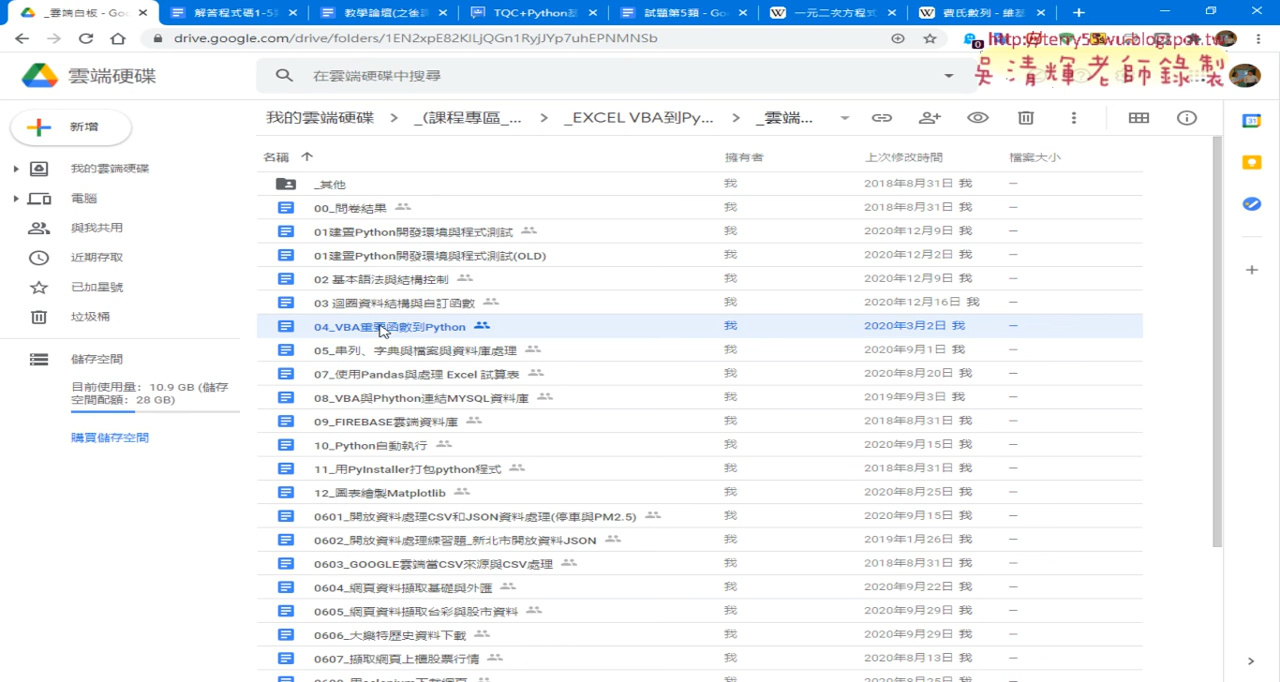 _雲端白板 - Goo
解答程式碼1-5
教學論壇(之後課
TQC+Python基
試題第5類 - Go
一元二次方程式
費氏數列 - 維基
drive.google.com/drive/folders/1EN2xpE82KILjQGn1RyjJYp7uhEPNMNSb
http://terry55wu.blogspot.tw
吳清輝老師錄製
雲端硬碟
在雲端硬碟中搜尋
新增
我的雲端硬碟 > _(課程專區_... > _EXCEL VBA到Py... > _雲端...
名稱 擁有者 上次修改時間 檔案大小
我的雲端硬碟
電腦
與我共用
近期存取
已加星號
垃圾桶
儲存空間
目前使用量：10.9 GB (儲存
空間配額：28 GB)
購買儲存空間
_其他 我 2018年8月31日 我 —
00_問卷結果 我 2018年8月31日 我 —
01建置Python開發環境與程式測試 我 2020年12月9日 我 —
01建置Python開發環境與程式測試(OLD) 我 2020年12月2日 我 —
02 基本語法與結構控制 我 2020年12月9日 我 —
03 迴圈資料結構與自訂函數 我 2020年12月16日 我 —
04_VBA重要函數到Python 我 2020年3月2日 我 —
05_串列、字典與檔案與資料庫處理 我 2020年9月1日 我 —
07_使用Pandas與處理 Excel 試算表 我 2020年8月20日 我 —
08_VBA與Phython連結MYSQL資料庫 我 2019年9月3日 我 —
09_FIREBASE雲端資料庫 我 2018年8月31日 我 —
10_Python自動執行 我 2020年9月15日 我 —
11_用PyInstaller打包python程式 我 2018年8月31日 我 —
12_圖表繪製Matplotlib 我 2020年8月25日 我 —
0601_開放資料處理CSV和JSON資料處理(停車與PM2.5) 我 2020年9月15日 我 —
0602_開放資料處理練習題_新北市開放資料JSON 我 2019年1月26日 我 —
0603_GOOGLE雲端當CSV來源與CSV處理 我 2018年8月31日 我 —
0604_網頁資料擷取基礎與外匯 我 2020年9月22日 我 —
0605_網頁資料擷取台彩與股市資料 我 2020年9月29日 我 —
0606_大樂特歷史資料下載 我 2020年9月29日 我 —
0607_擷取網頁上櫃股票行情 我 2020年8月13日 我 —